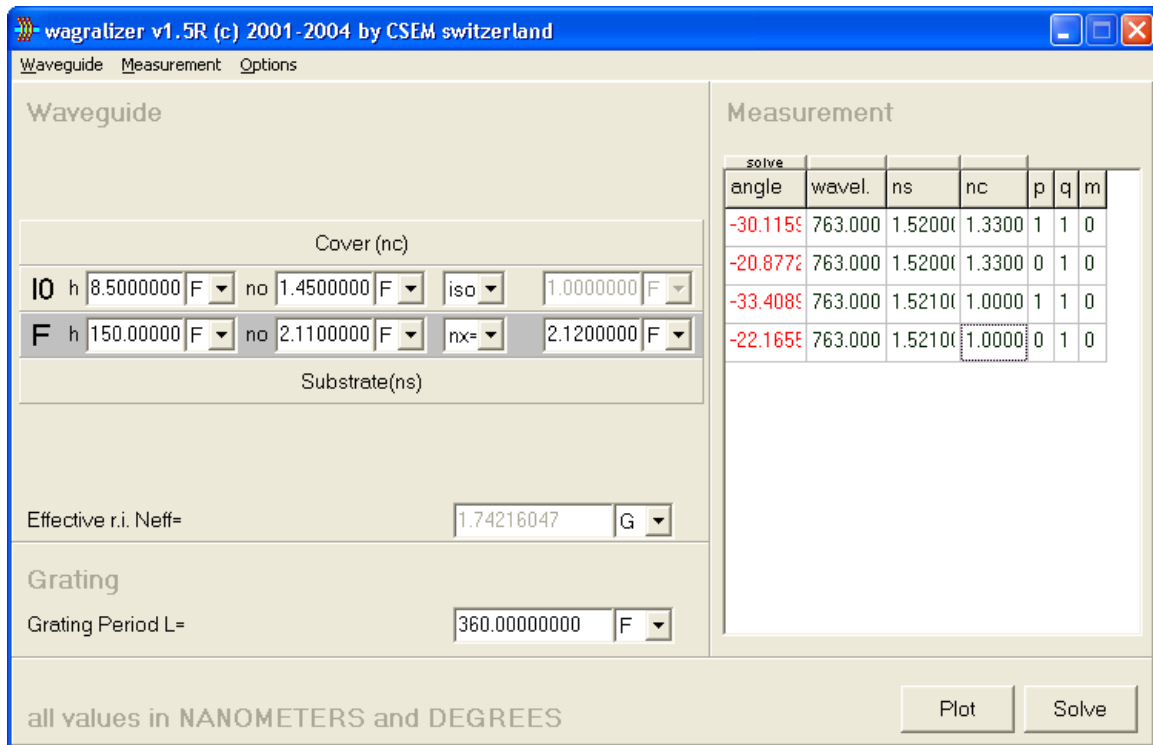 wagralizer v1.5R (c) 2001-2004 by CSEM switzerland
Waveguide Measurement Options
Waveguide
Cover (nc)
I0 h 8.5000000 F no 1.4500000 F iso 1.0000000 F
F h 150.00000 F no 2.1100000 F nx= 2.1200000 F
Substrate(ns)
Effective r.i. Neff= 1.74216047 G
Grating
Grating Period L= 360.00000000 F
all values in NANOMETERS and DEGREES
Measurement
solve
angle wavel. ns nc p q m
-30.1159 763.000 1.5200( 1.3300 1 1 0
-20.8772 763.000 1.5200( 1.3300 0 1 0
-33.4089 763.000 1.5210( 1.0000 1 1 0
-22.1655 763.000 1.5210( 1.0000 0 1 0
Plot Solve